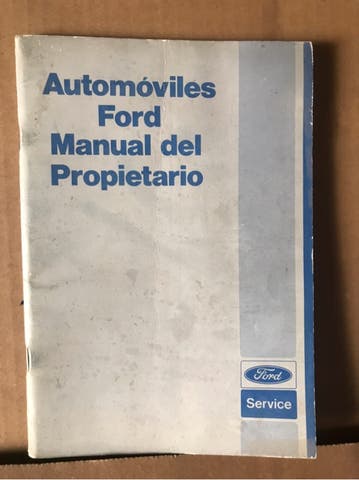 Automóviles
Ford
Manual del
Propietario
Ford
Service